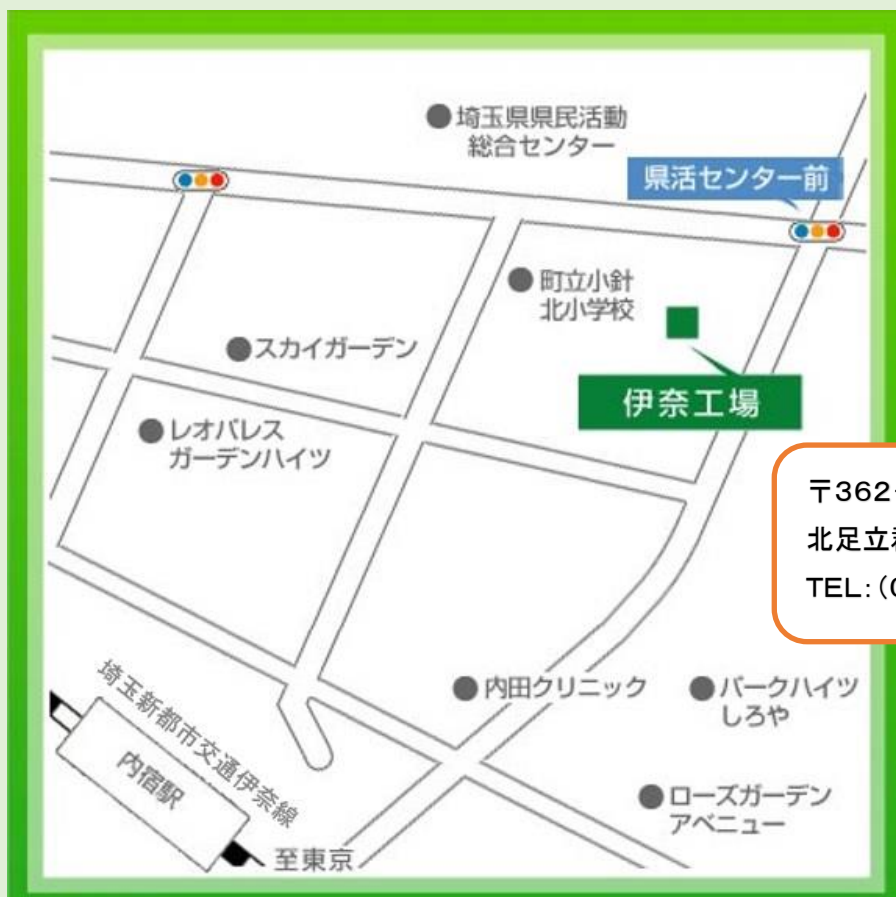 埼玉県県民活動
総合センター
県活センター前
町立小針
北小学校
スカイガーデン
伊奈工場
レオパレス
ガーデンハイツ
〒362
北足立
TEL:(0
内田クリニック
パークハイツ
しろや
埼玉新都市交通伊奈線
内宿駅
ローズガーデン
アベニュー
至東京